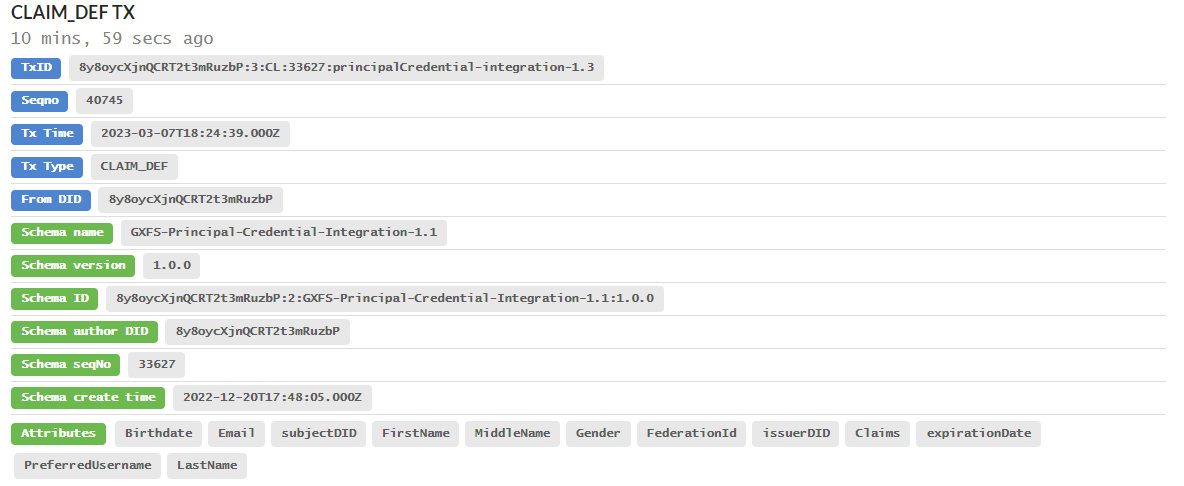 CLAIM_DEF TX
10 mins, 59 secs ago
TxID 8y8oycXjnQCRT2t3mRuzbP:3:CL:33627:principalCredential-integration-1.3
Seqno 40745
Tx Time 2023-03-07T18:24:39.000Z
Tx Type CLAIM_DEF
From DID 8y8oycXjnQCRT2t3mRuzbP
Schema name GXFS-Principal-Credential-Integration-1.1
Schema version 1.0.0
Schema ID 8y8oycXjnQCRT2t3mRuzbP:2:GXFS-Principal-Credential-Integration-1.1:1.0.0
Schema author DID 8y8oycXjnQCRT2t3mRuzbP
Schema seqNo 33627
Schema create time 2022-12-20T17:48:05.000Z
Attributes Birthdate Email subjectDID FirstName MiddleName Gender FederationId issuerDID Claims expirationDate
PreferredUsername LastName